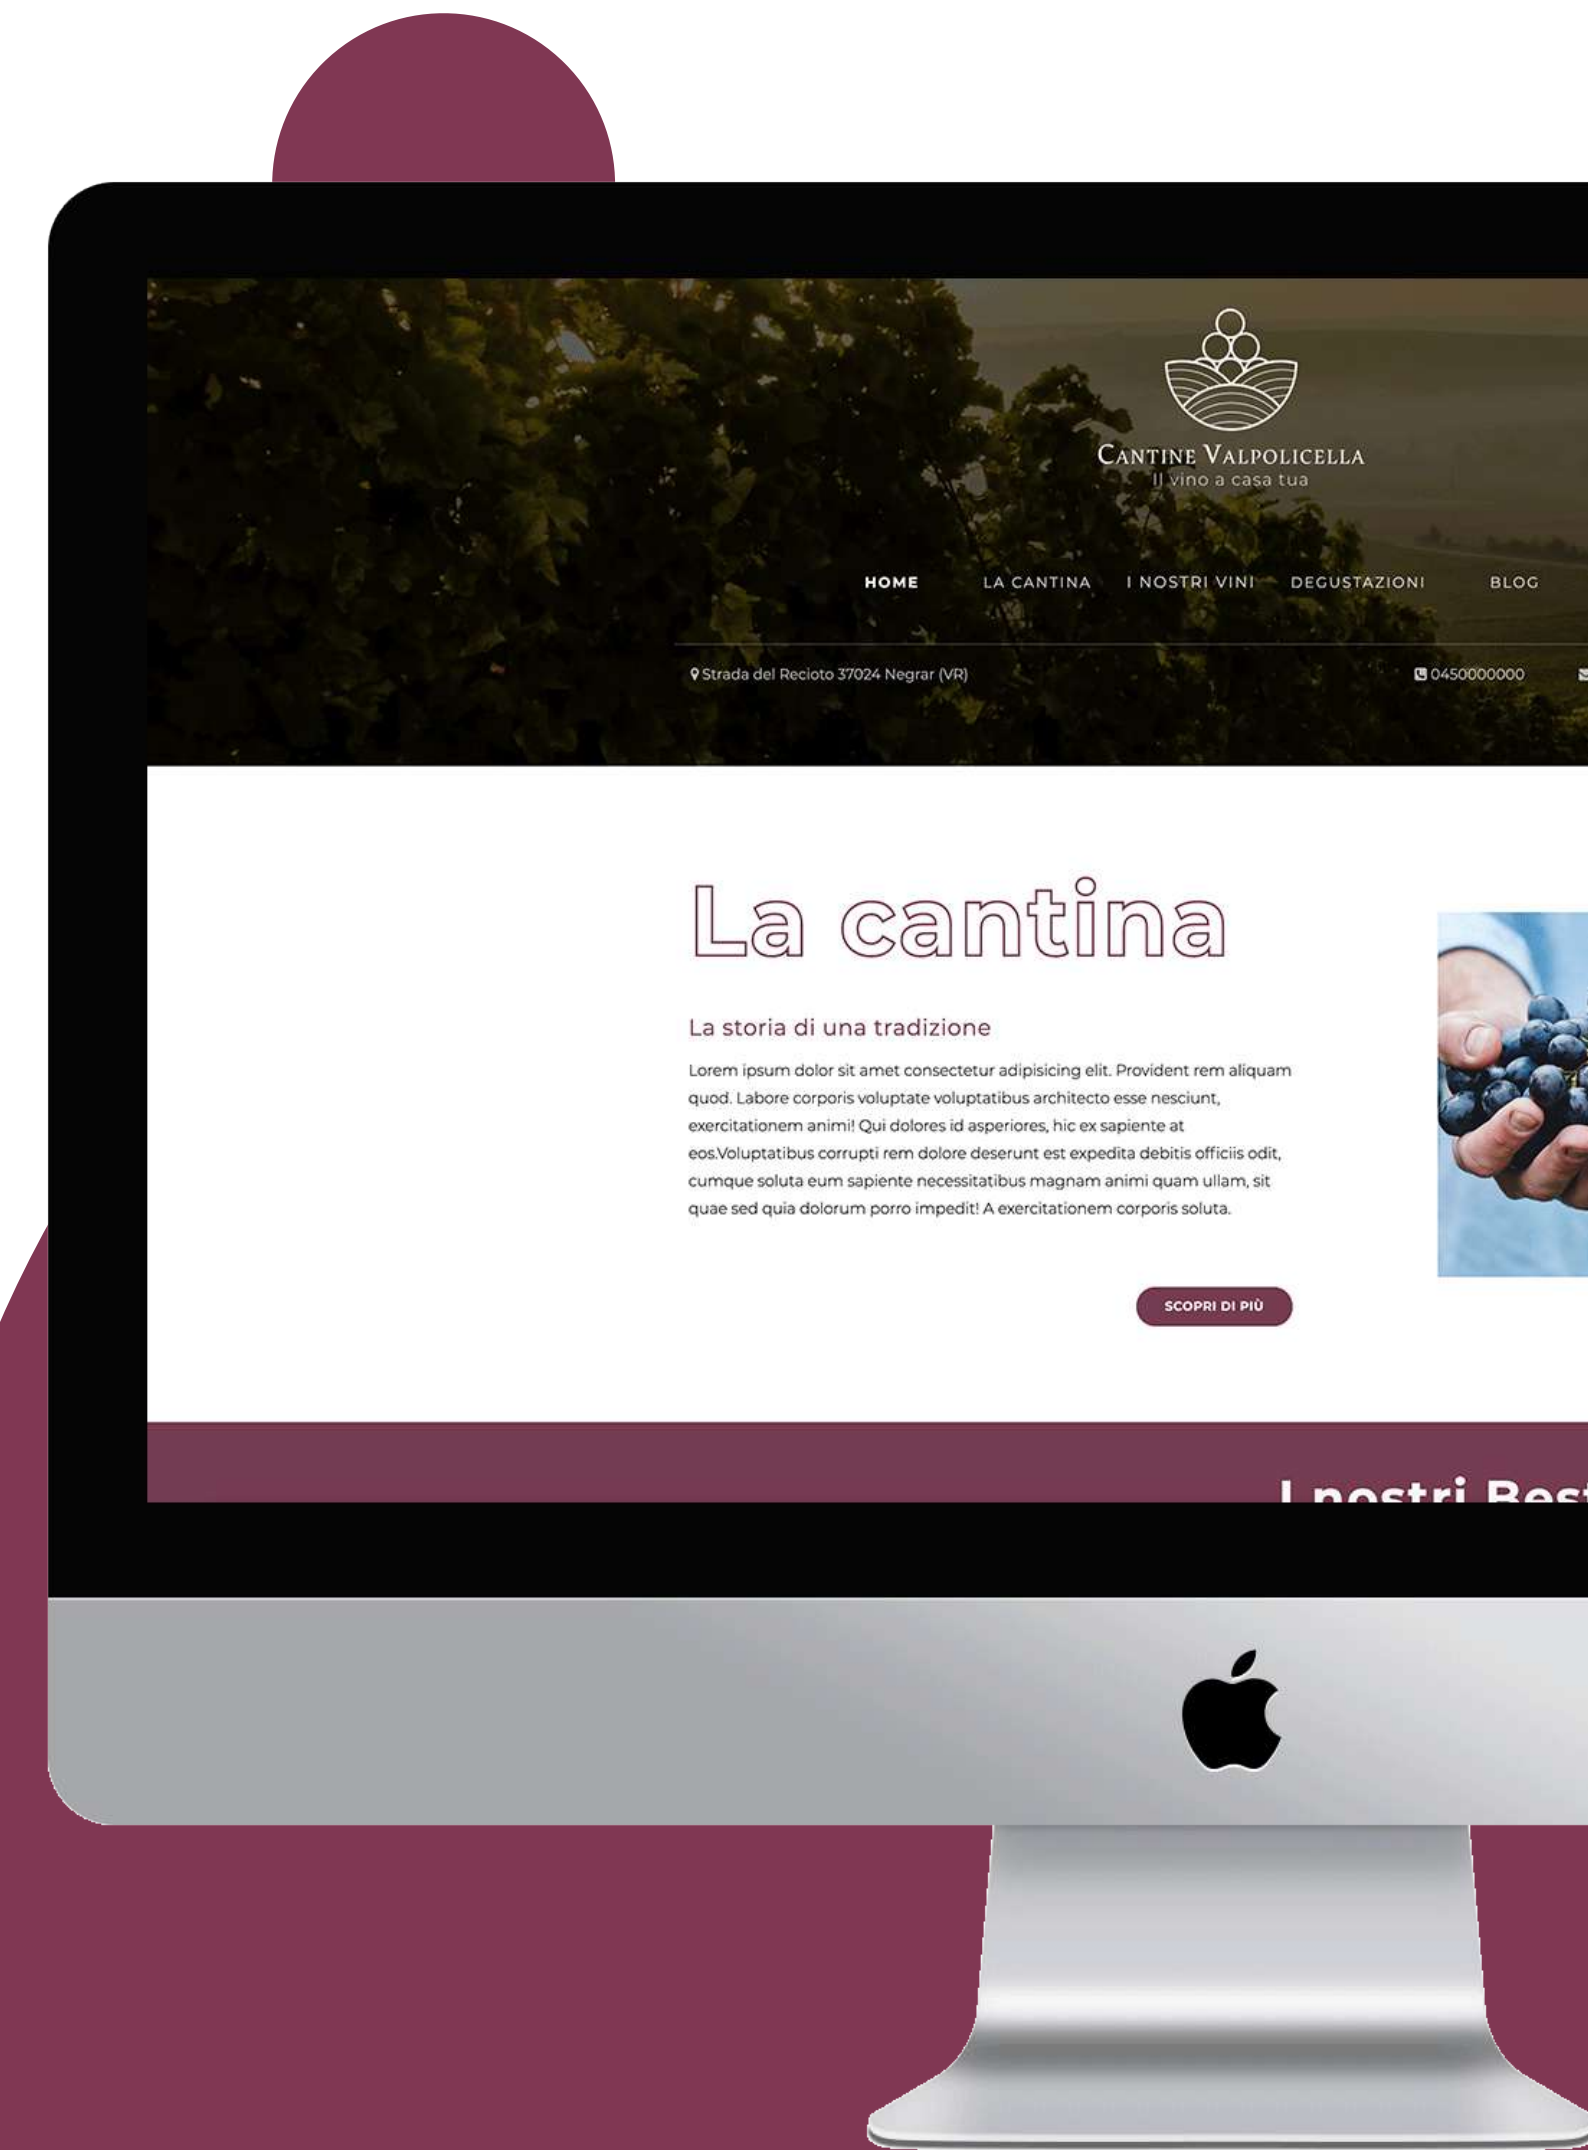 CANTINE VALPOLICELLA
Il vino a casa tua
HOME LA CANTINA I NOSTRI VINI DEGUSTAZIONI BLOG
Strada del Recioto 37024 Negrar (VR) 0450000000
La cantina
La storia di una tradizione
Lorem ipsum dolor sit amet consectetur adipisicing elit. Provident rem aliquam
quod. Labore corporis voluptate voluptatibus architecto esse nesciunt,
exercitationem animi! Qui dolores id asperiores, hic ex sapiente at
eos.Voluptatibus corrupti rem dolore deserunt est expedita debitis officiis odit,
cumque soluta eum sapiente necessitatibus magnam animi quam ullam, sit
quae sed quia dolorum porro impedit! A exercitationem corporis soluta.
SCOPRI DI PIÙ
I nostri Best